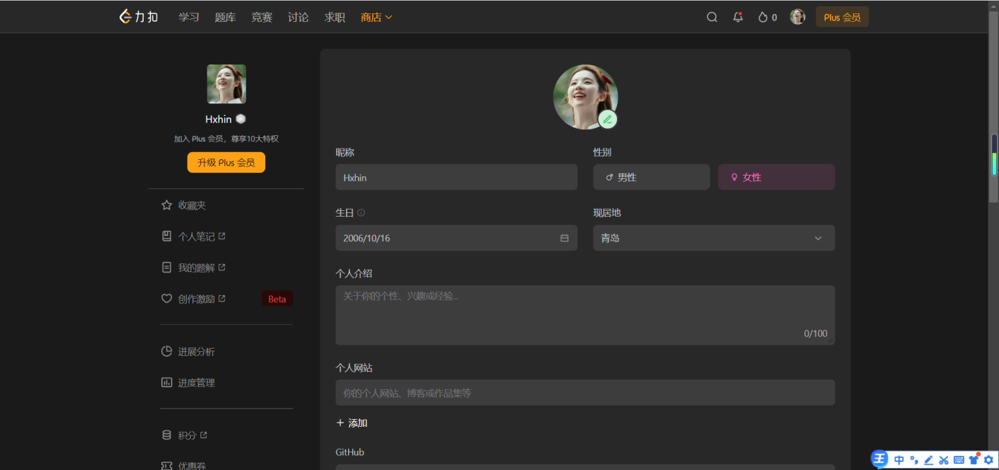 力扣 学习 题库 竞赛 讨论 求职 商店 0 Plus 会员
Hxhin
加入 Plus 会员，尊享10大特权
升级 Plus 会员
收藏夹
个人笔记
我的题解
创作激励 Beta
进展分析
进度管理
积分
优惠券
昵称 性别
Hxhin 男性 女性
生日 现居地
2006/10/16 青岛
个人介绍
关于你的个性、兴趣或经验...
0/100
个人网站
你的个人网站、博客或作品集等
+ 添加
GitHub
王 中 °,